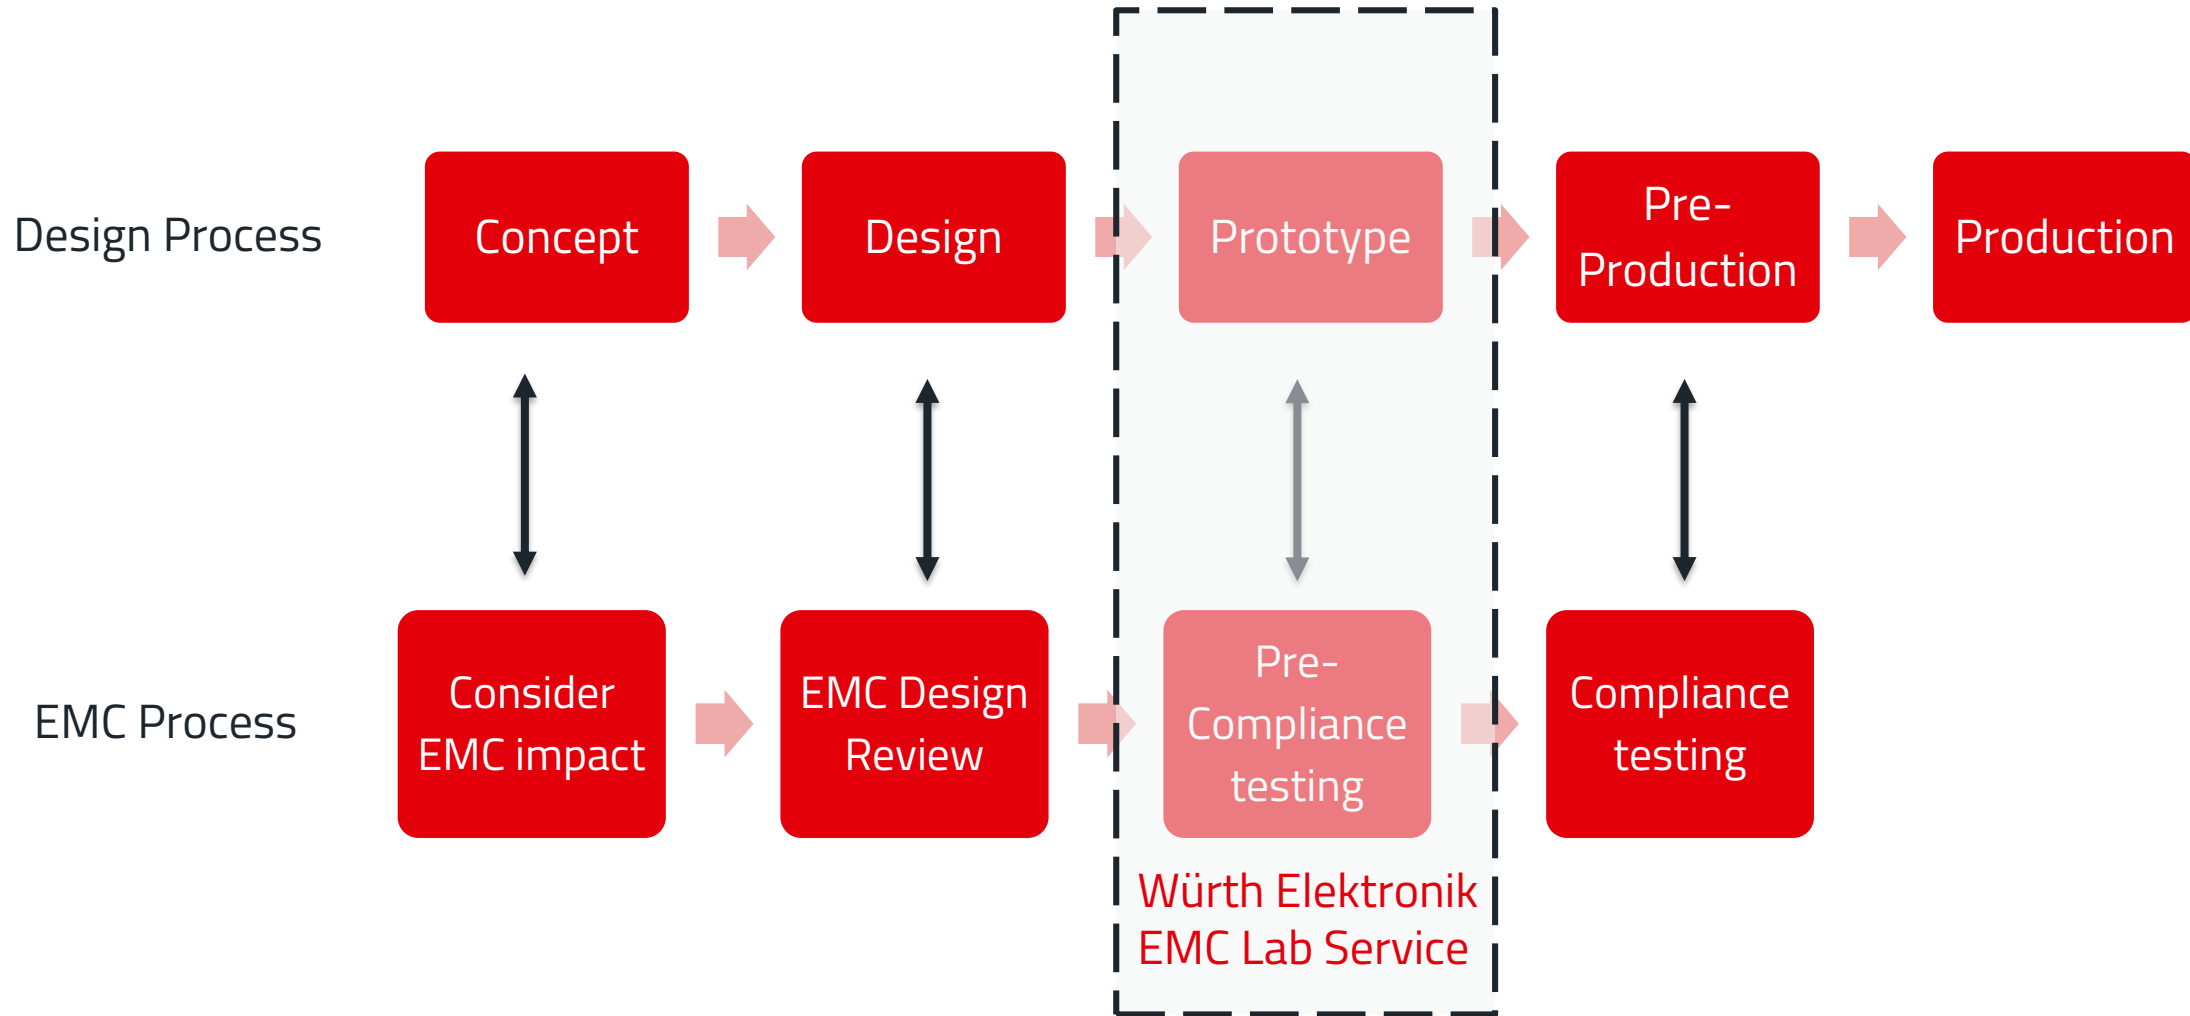 Design Process
Concept
Design
Prototype
Pre-
Production
Production
EMC Process
Consider
EMC impact
EMC Design
Review
Pre-
Compliance
testing
Compliance
testing
Würth Elektronik
EMC Lab Service